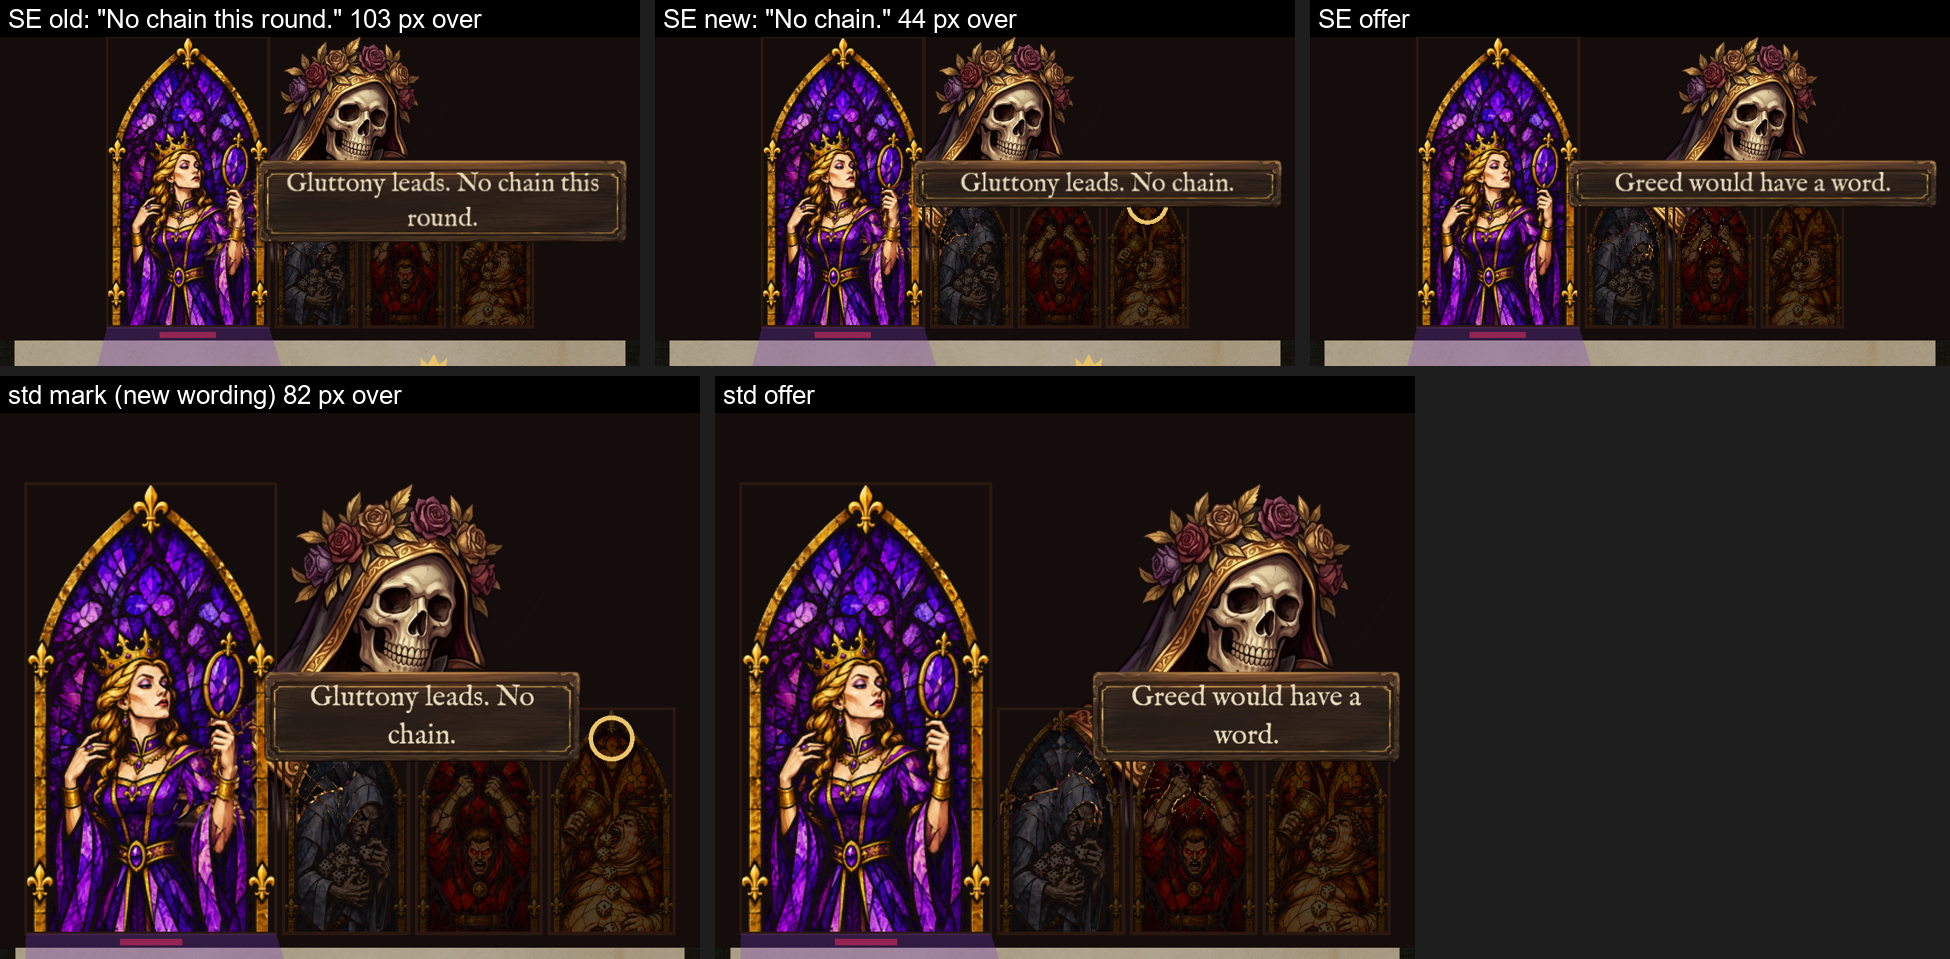 SE old: "No chain this round." 103 px over
Gluttony leads. No chain this
round.
SE new: "No chain." 44 px over
Gluttony leads. No chain.
SE offer
Greed would have a word.
std mark (new wording) 82 px over
Gluttony leads. No
chain.
std offer
Greed would have a
word.